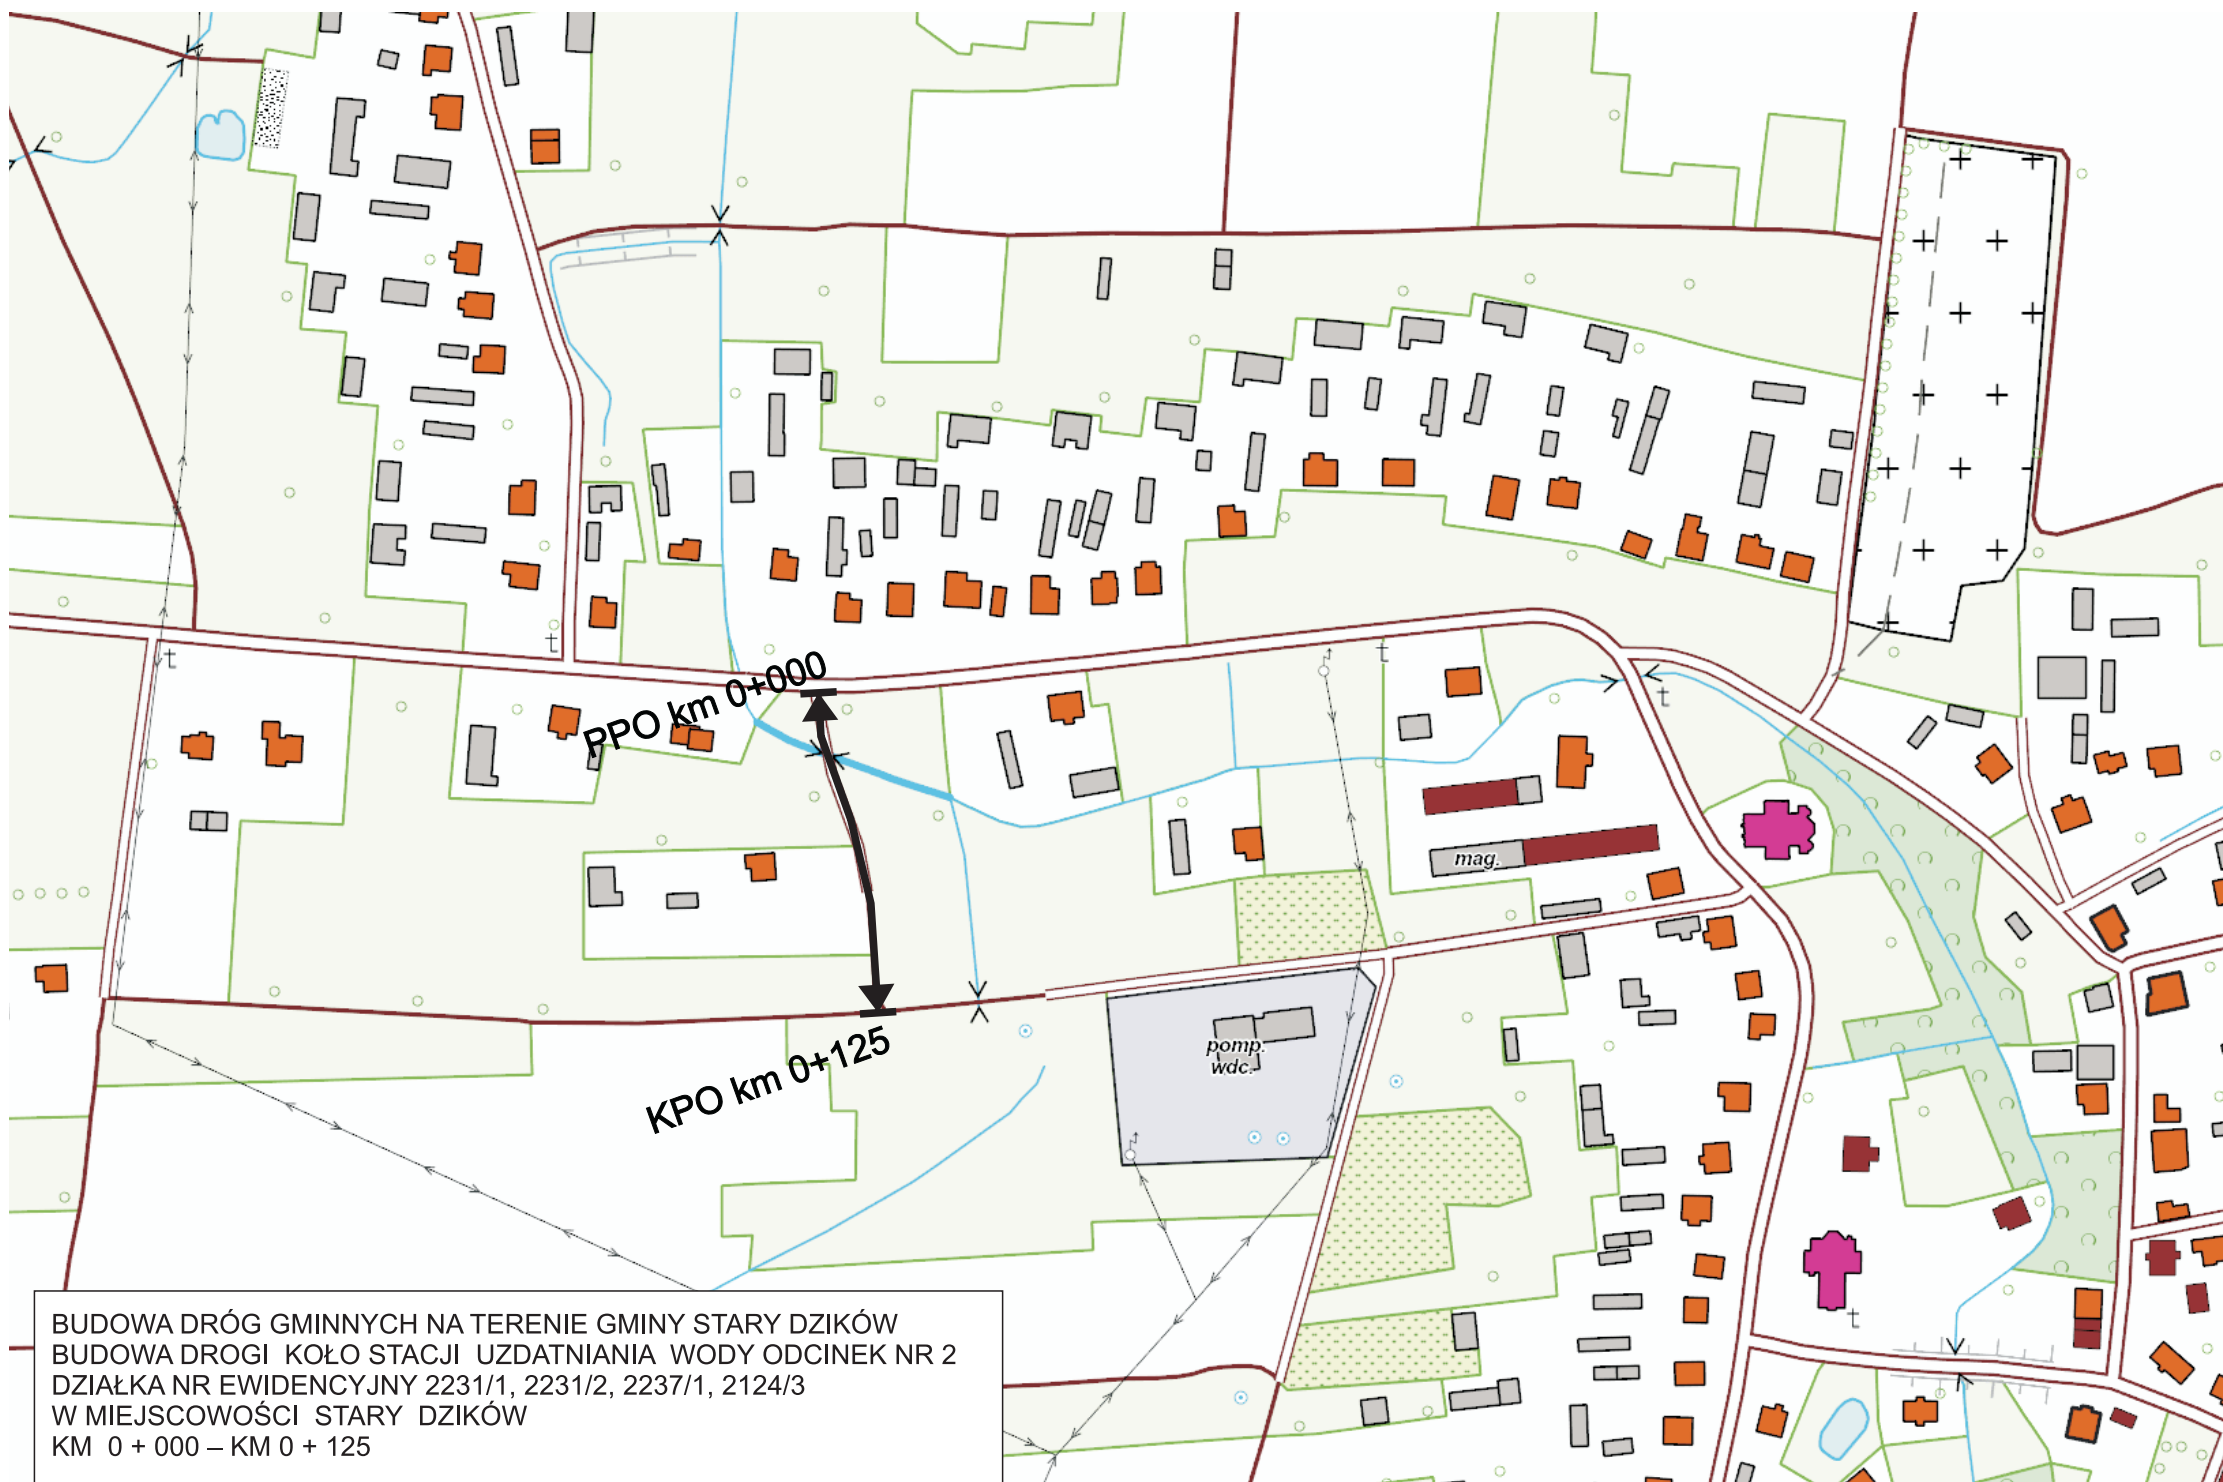 t
t
t
t
PPO km 0+000
mag.
pomp.
wdc.
KPO km 0+125
t
BUDOWA DRÓG GMINNYCH NA TERENIE GMINY STARY DZIKÓW
BUDOWA DROGI KOŁO STACJI UZDATNIANIA WODY ODCINEK NR 2
DZIAŁKA NR EWIDENCYJNY 2231/1, 2231/2, 2237/1, 2124/3
W MIEJSCOWOŚCI STARY DZIKÓW
KM 0 + 000 – KM 0 + 125